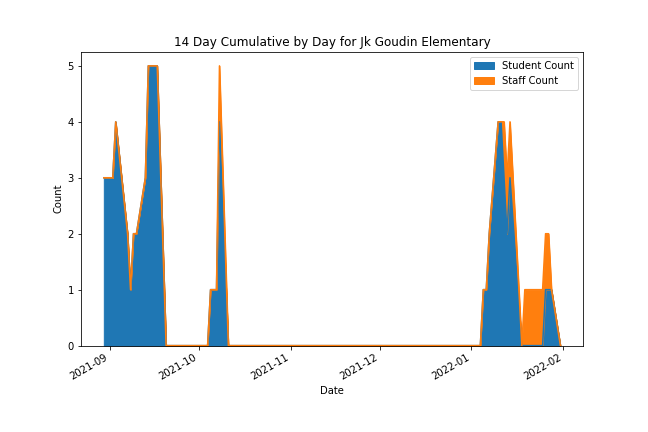 14 Day Cumulative by Day for Jk Goudin Elementary
Student Count
Staff Count
5
4
3
2
1
0
Count
2021-09
2021-10
2021-11
2021-12
2022-01
2022-02
Date